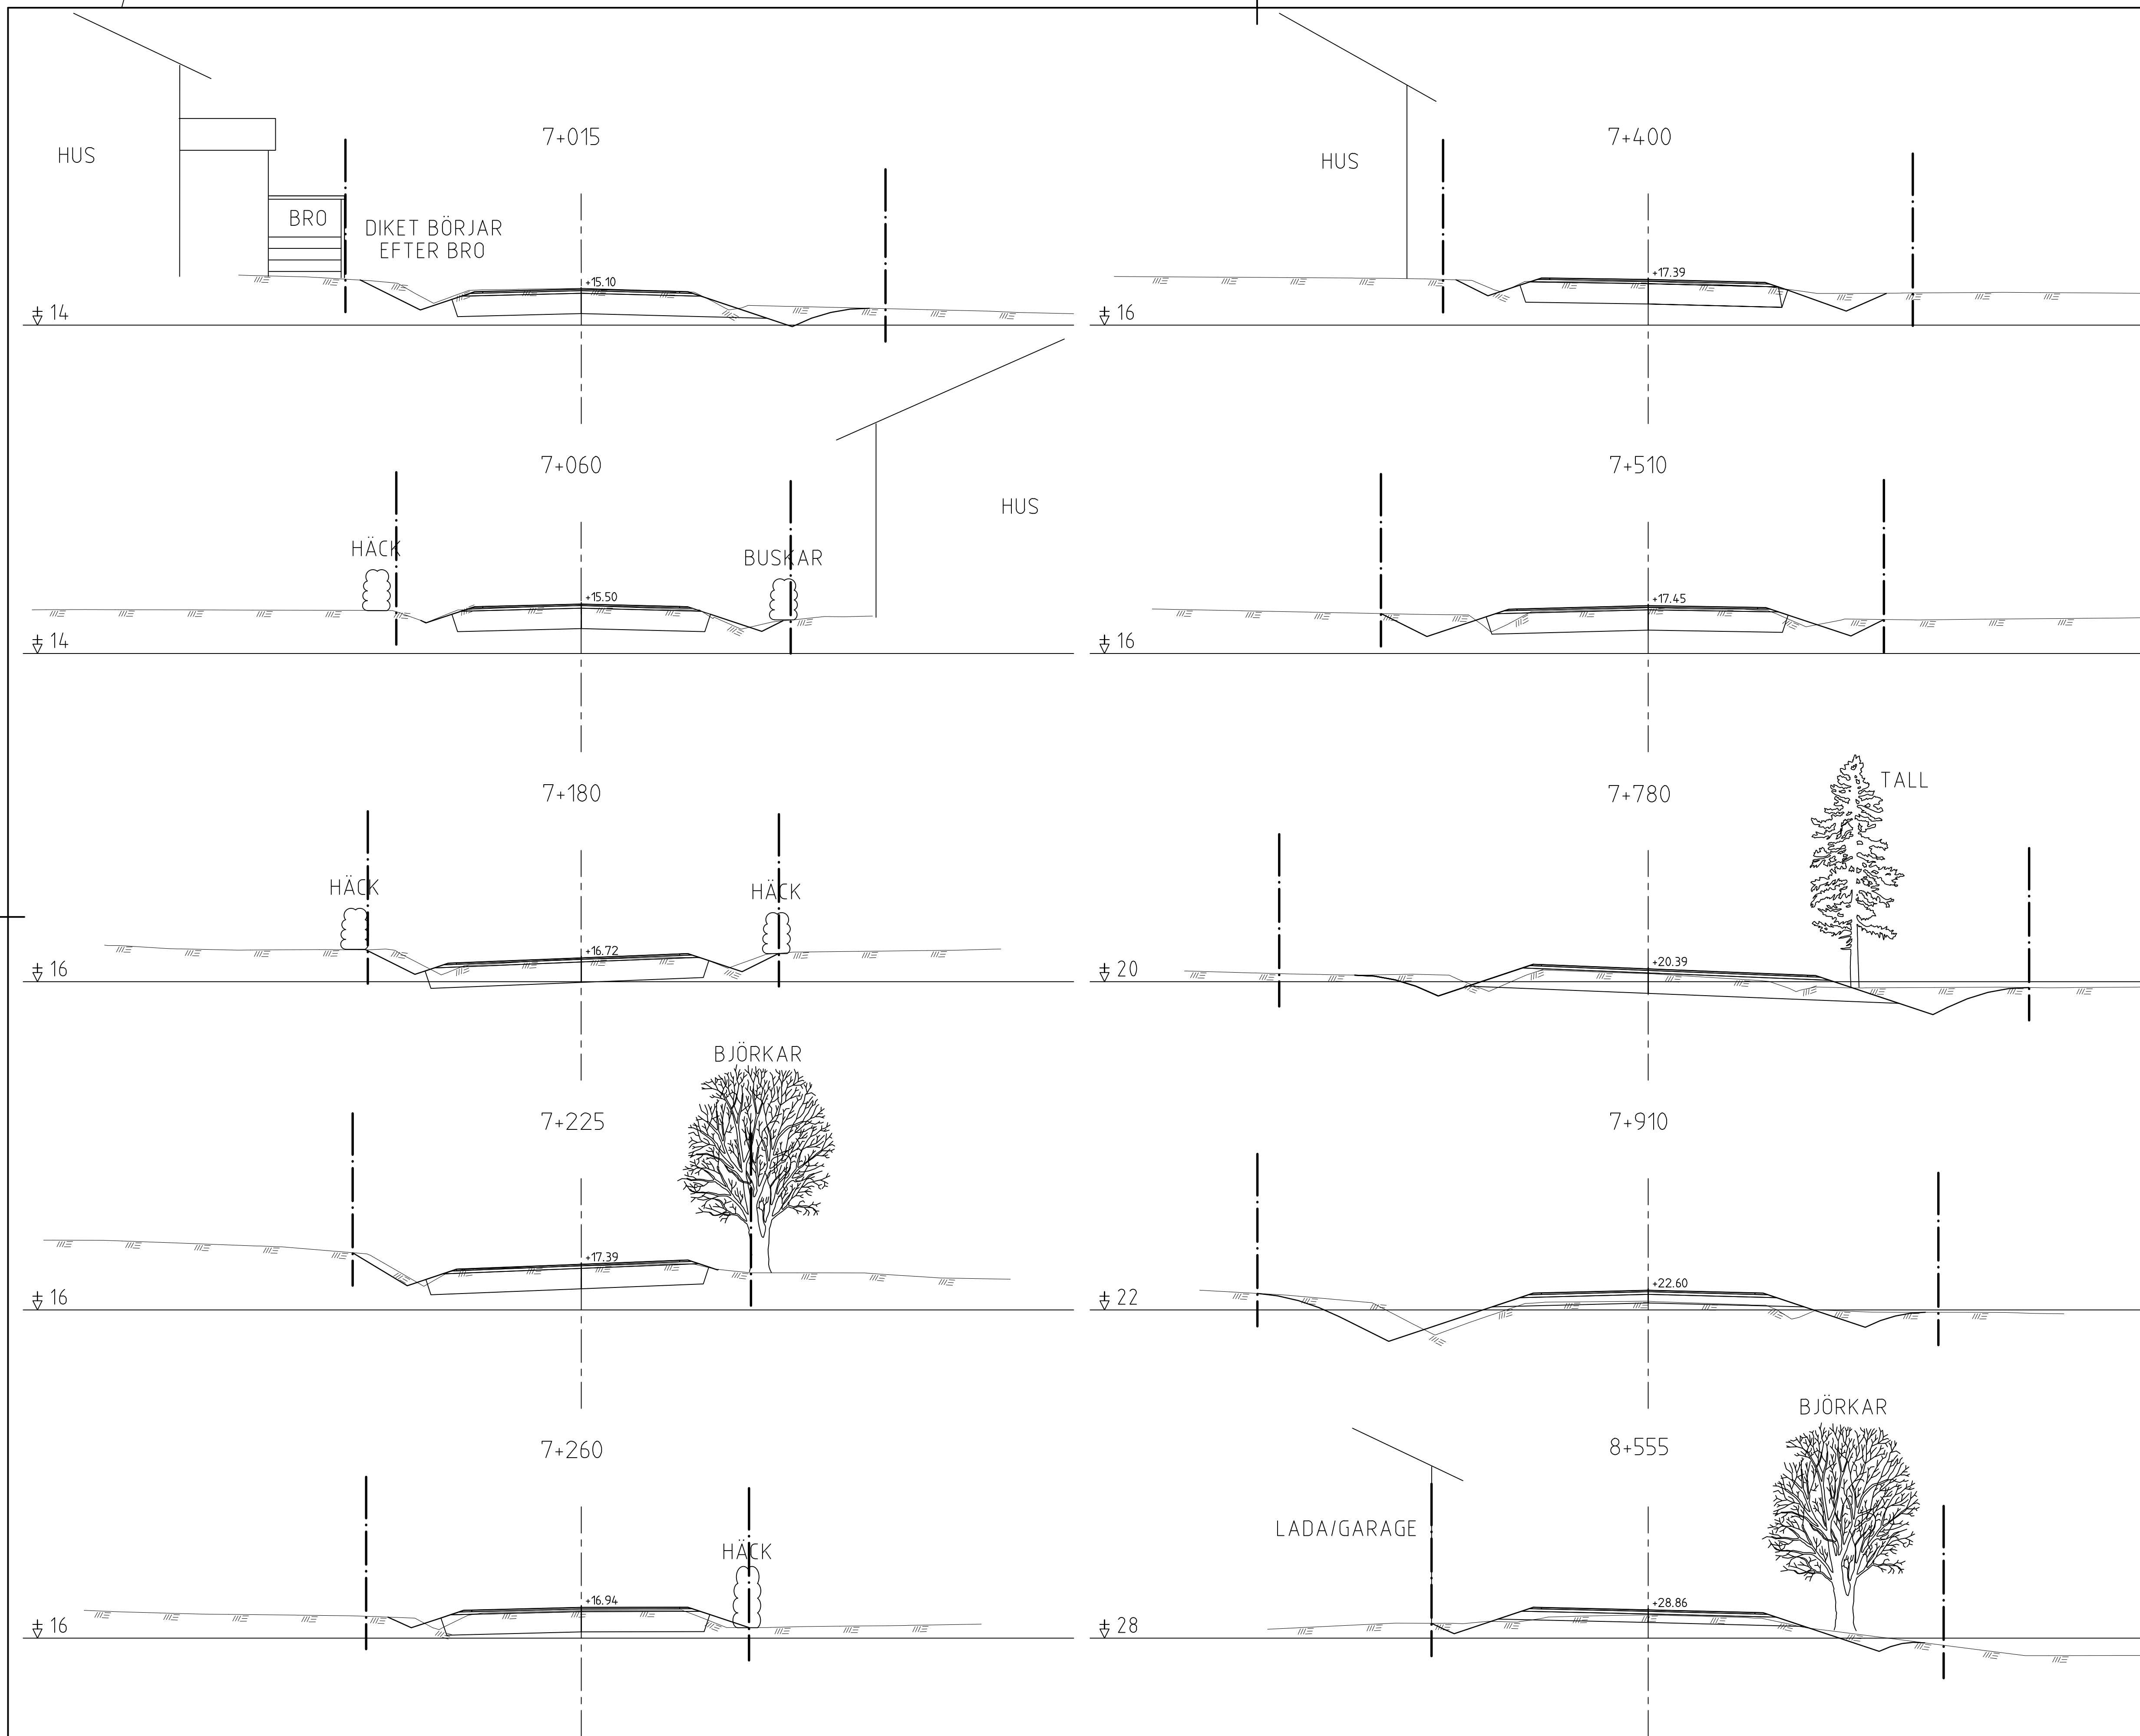 7+015
HUS
BRO
DIKET BÖRJAR
EFTER BRO
+15.10
14
7+400
HUS
+17.39
16
7+060
HÄCK
BUSKAR
HUS
+15.50
14
7+510
+17.45
16
7+180
HÄCK
HÄCK
+16.72
16
7+780
TALL
+20.39
20
BJÖRKAR
7+225
+17.39
16
7+910
+22.60
22
7+260
HÄCK
+16.94
16
BJÖRKAR
8+555
LADA/GARAGE
+28.86
28